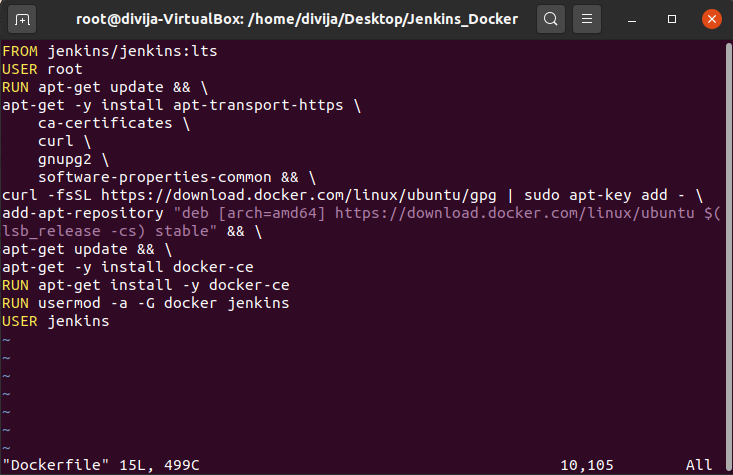 root@divija-VirtualBox: /home/divija/Desktop/Jenkins_Docker
FROM jenkins/jenkins:lts
USER root
RUN apt-get update && \
apt-get -y install apt-transport-https \
    ca-certificates \
    curl \
    gnupg2 \
    software-properties-common && \
curl -fsSL https://download.docker.com/linux/ubuntu/gpg | sudo apt-key add - \
add-apt-repository "deb [arch=amd64] https://download.docker.com/linux/ubuntu $(
lsb_release -cs) stable" && \
apt-get update && \
apt-get -y install docker-ce
RUN apt-get install -y docker-ce
RUN usermod -a -G docker jenkins
USER jenkins
~
~
~
~
~
~
~
"Dockerfile" 15L, 499C 10,105 All